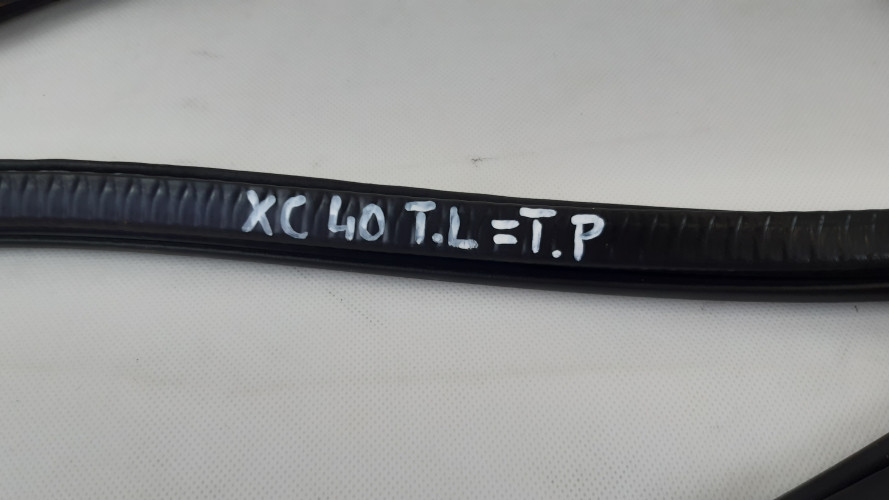 XC 40 T.L = T.P